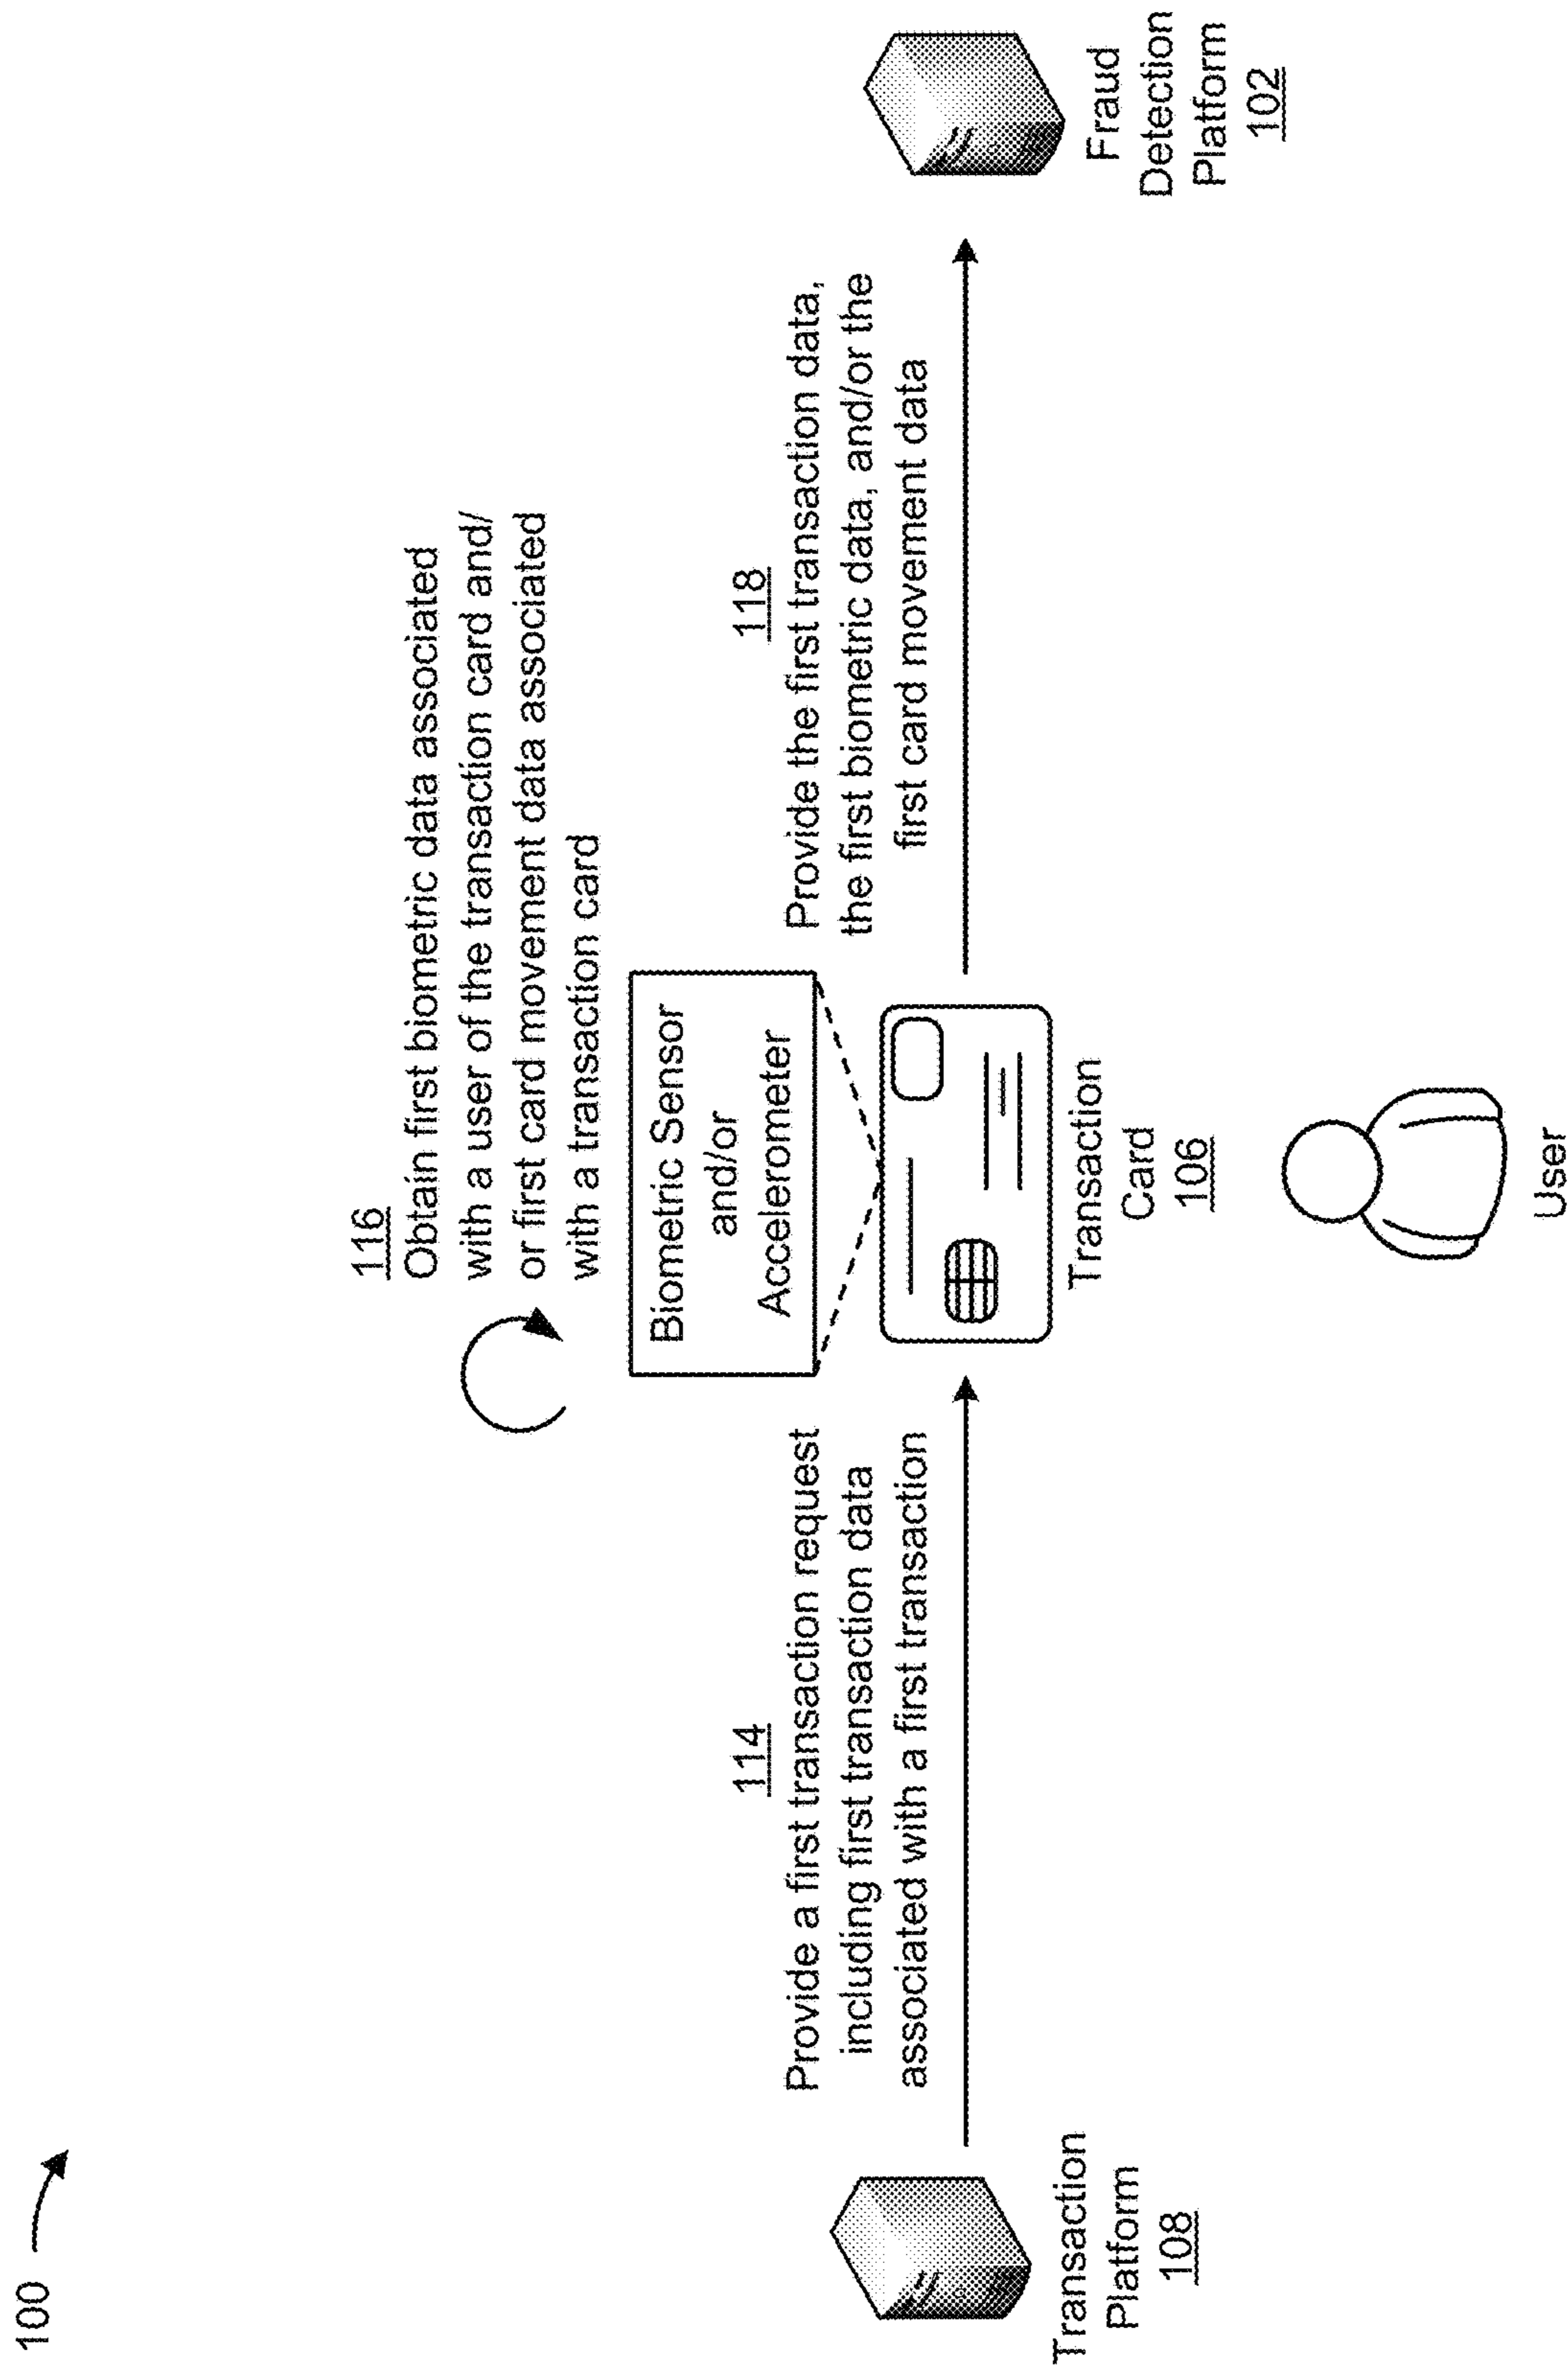 100
116
Obtain first biometric data associated
with a user of the transaction card and/
or first card movement data associated
with a transaction card
Biometric Sensor
and/or
Accelerometer
114
Provide a first transaction request
including first transaction data
associated with a first transaction
118
Provide the first transaction data,
the first biometric data, and/or the
first card movement data
Transaction
Platform
108
Transaction
Card
106
Fraud
Detection
Platform
102
User